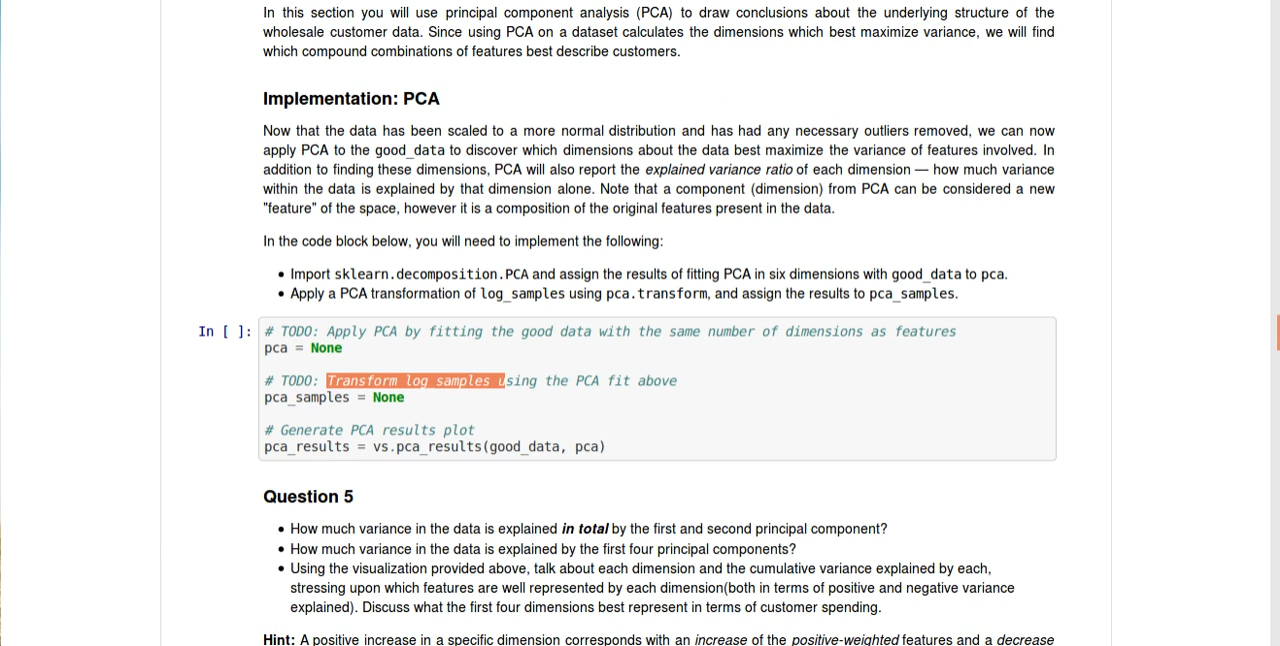 In this section you will use principal component analysis (PCA) to draw conclusions about the underlying structure of the
wholesale customer data. Since using PCA on a dataset calculates the dimensions which best maximize variance, we will find
which compound combinations of features best describe customers.
Implementation: PCA
Now that the data has been scaled to a more normal distribution and has had any necessary outliers removed, we can now
apply PCA to the good_data to discover which dimensions about the data best maximize the variance of features involved. In
addition to finding these dimensions, PCA will also report the explained variance ratio of each dimension — how much variance
within the data is explained by that dimension alone. Note that a component (dimension) from PCA can be considered a new
"feature" of the space, however it is a composition of the original features present in the data.
In the code block below, you will need to implement the following:
• Import sklearn.decomposition.PCA and assign the results of fitting PCA in six dimensions with good_data to pca.
• Apply a PCA transformation of log_samples using pca.transform, and assign the results to pca_samples.
In [ ]: # TODO: Apply PCA by fitting the good data with the same number of dimensions as features
pca = None
# TODO: Transform log samples using the PCA fit above
pca_samples = None
# Generate PCA results plot
pca_results = vs.pca_results(good_data, pca)
Question 5
• How much variance in the data is explained in total by the first and second principal component?
• How much variance in the data is explained by the first four principal components?
• Using the visualization provided above, talk about each dimension and the cumulative variance explained by each,
stressing upon which features are well represented by each dimension(both in terms of positive and negative variance
explained). Discuss what the first four dimensions best represent in terms of customer spending.
Hint: A positive increase in a specific dimension corresponds with an increase of the positive-weighted features and a decrease